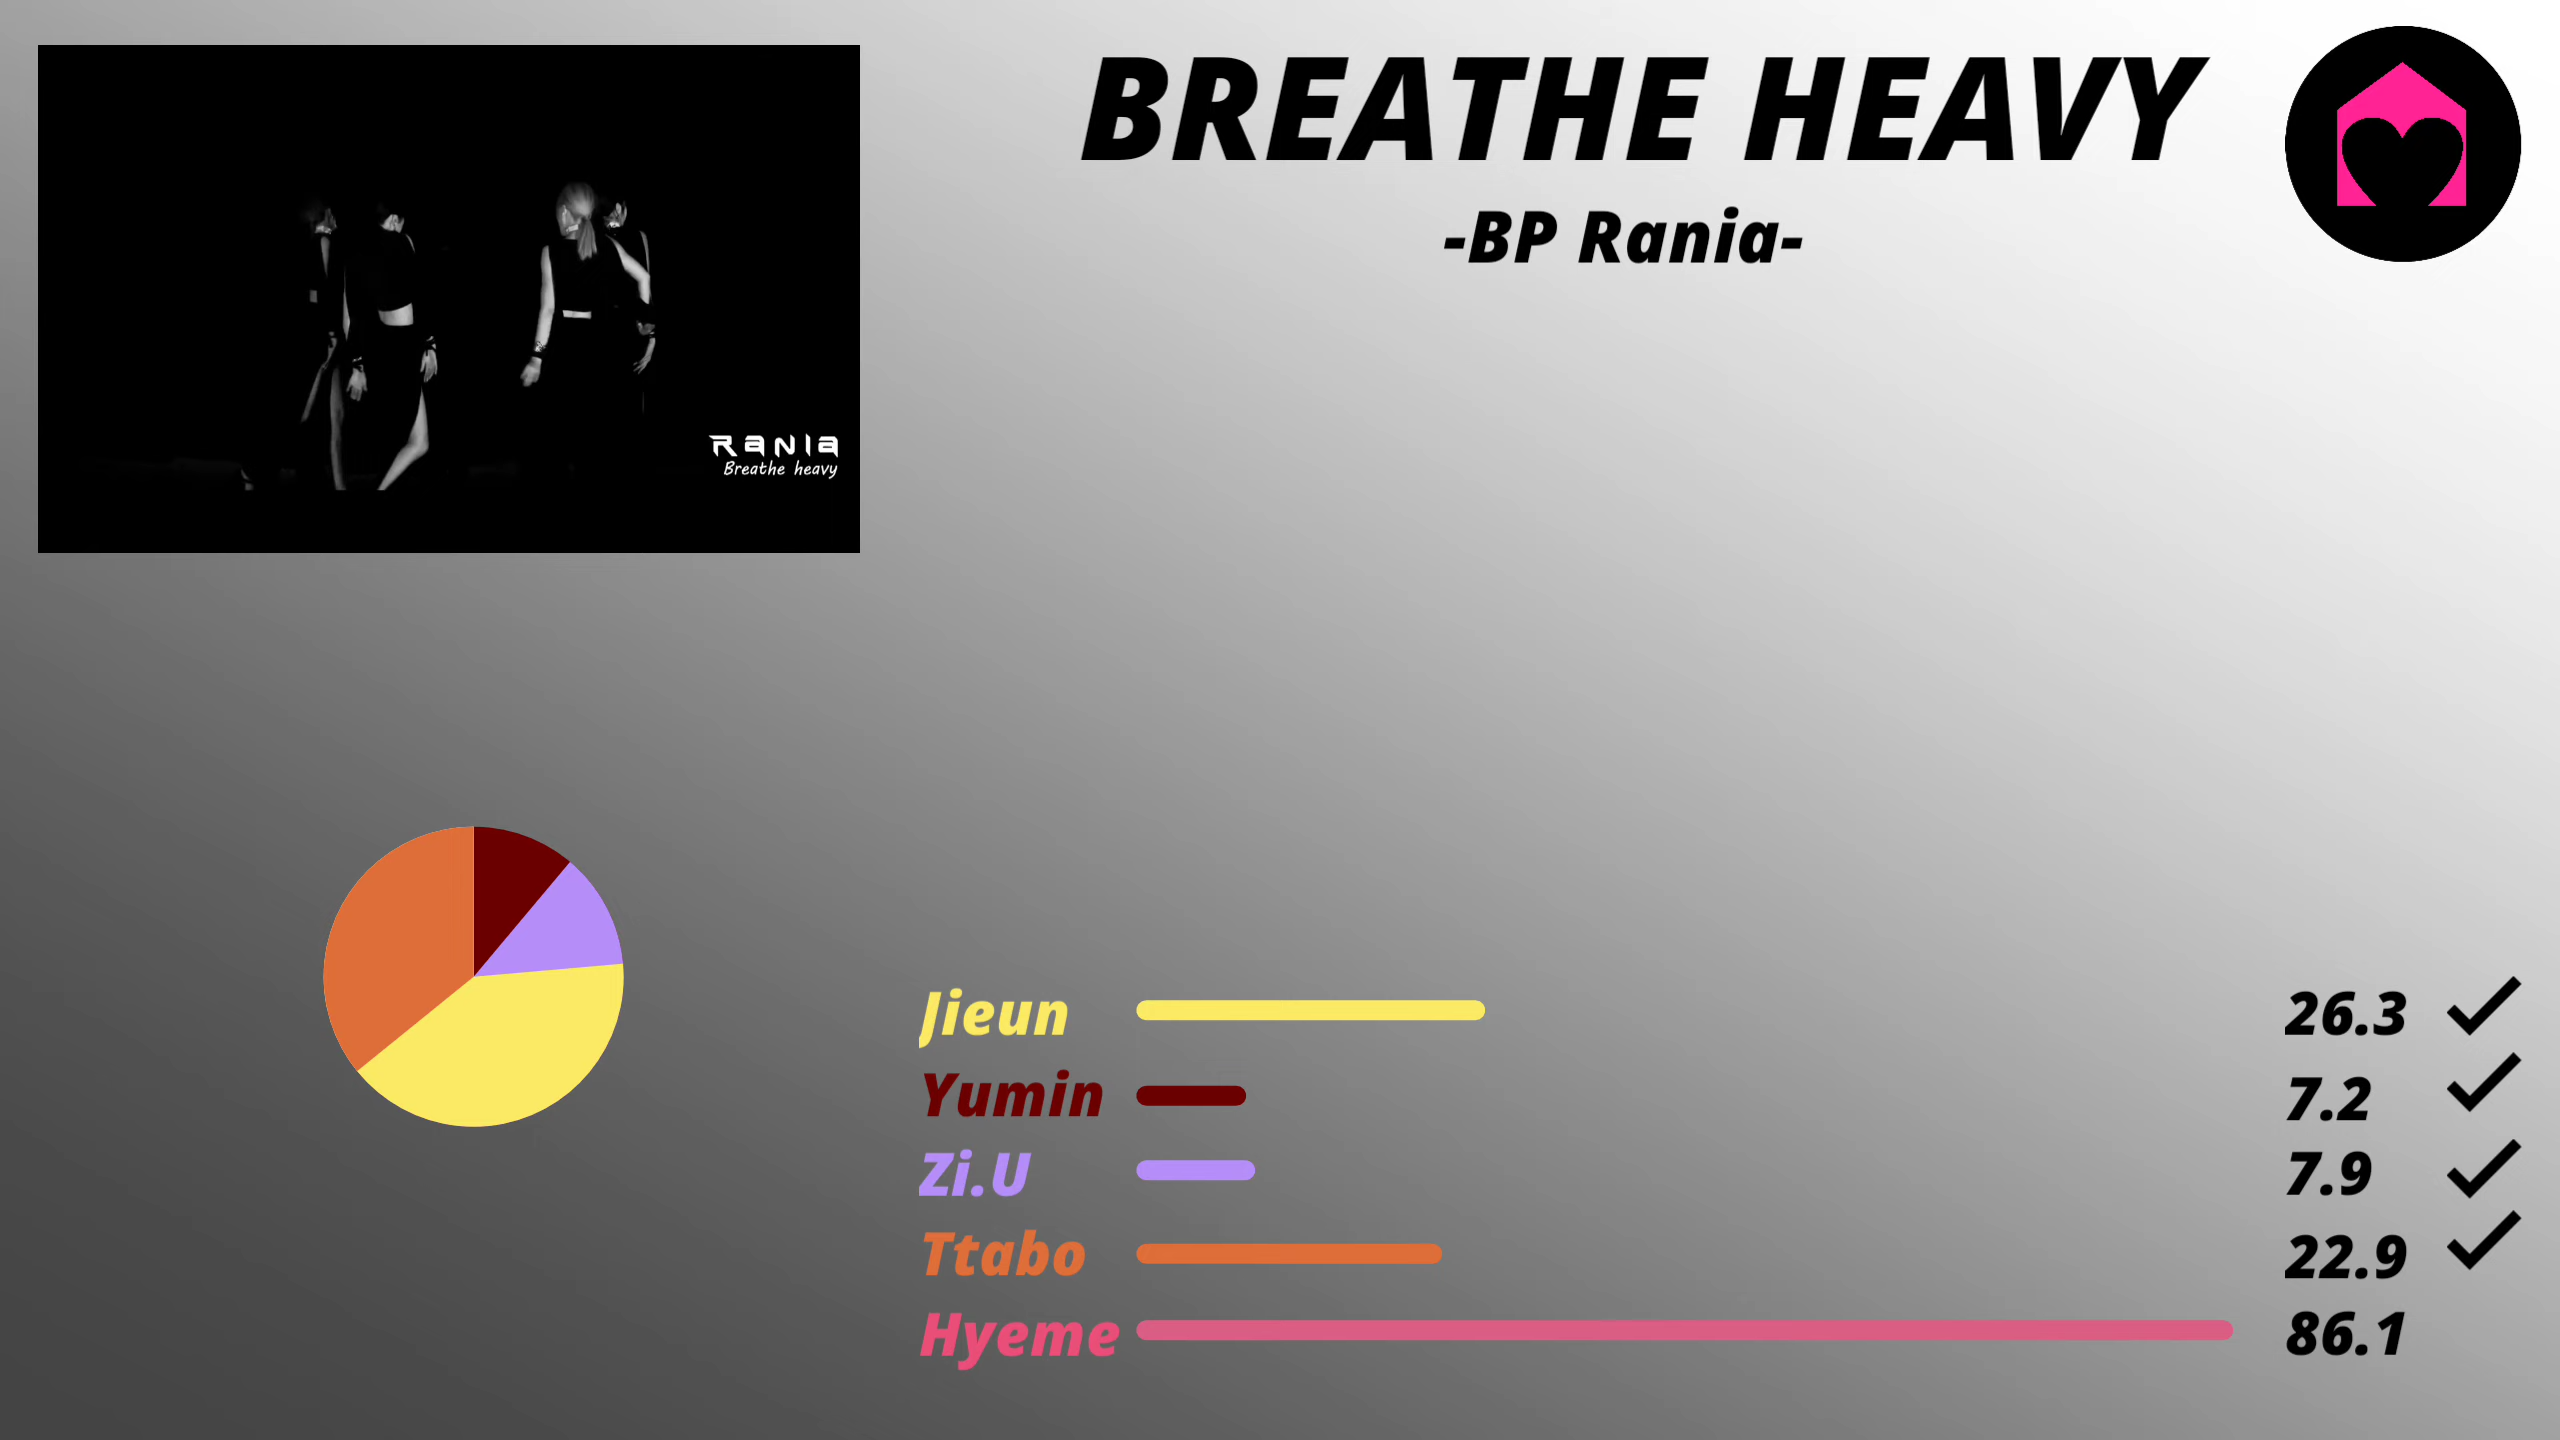 BREATHE HEAVY
-BP Rania-
RANIA
Breathe heavy
Jieun 26.3
Yumin 7.2
Zi.U 7.9
Ttabo 22.9
Hyeme 86.1